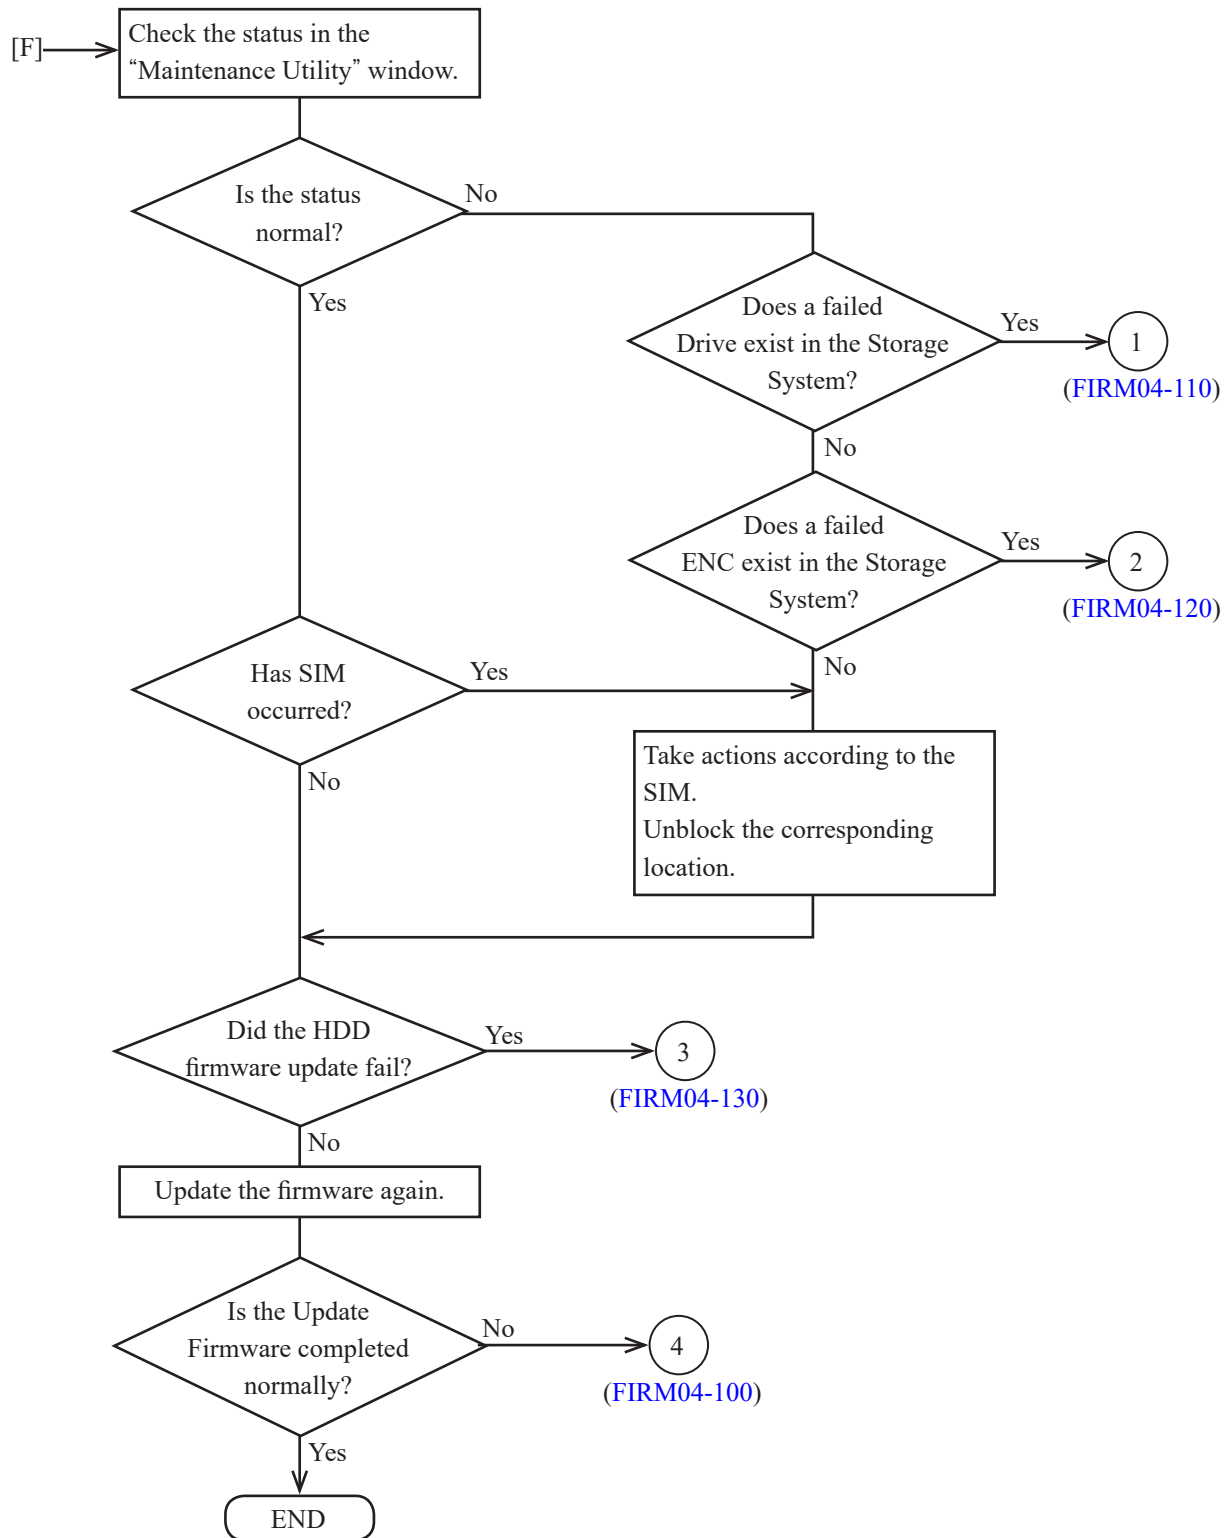 [F]
Check the status in the
“Maintenance Utility” window.
Is the status
normal?
No
Yes
Does a failed
Drive exist in the Storage
System?
Yes
1
(FIRM04-110)
No
Does a failed
ENC exist in the Storage
System?
Yes
2
(FIRM04-120)
No
Has SIM
occurred?
Yes
No
Take actions according to the
SIM.
Unblock the corresponding
location.
Did the HDD
firmware update fail?
Yes
3
(FIRM04-130)
No
Update the firmware again.
Is the Update
Firmware completed
normally?
No
4
(FIRM04-100)
Yes
END